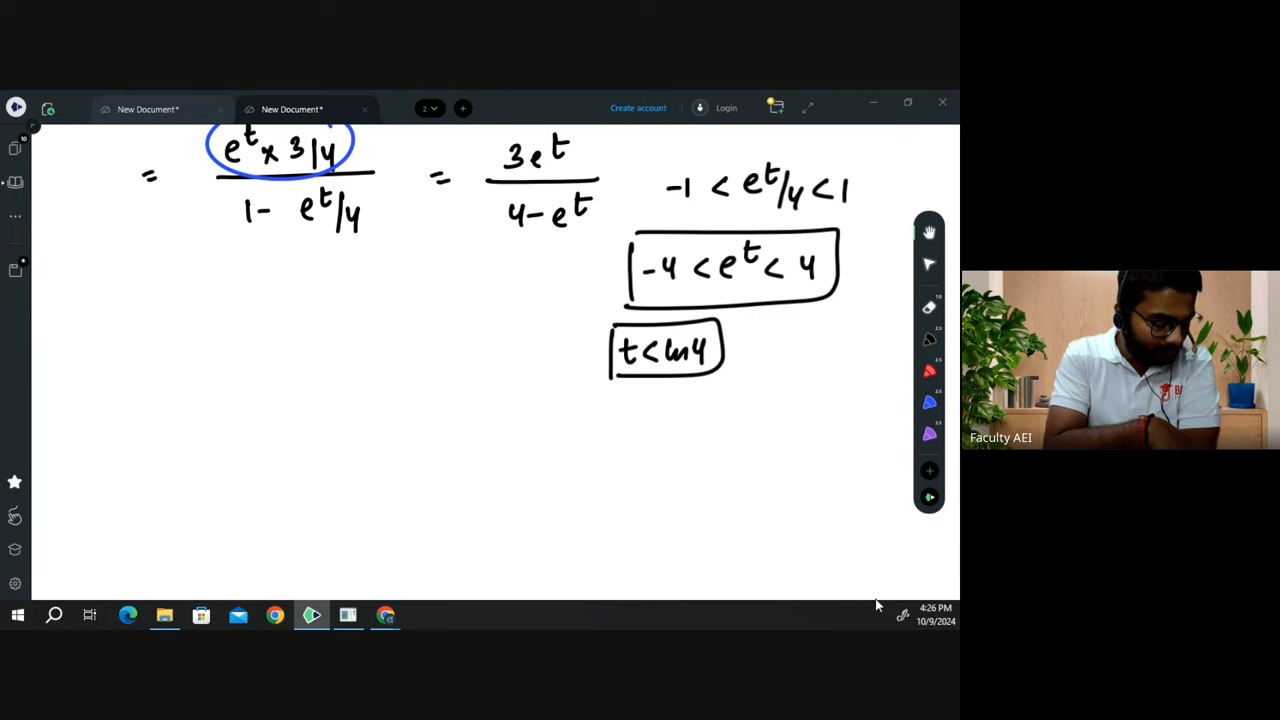 New Document*
New Document*
2
Create account
Login
= e^t x 3/4 / 1 - e^t/4 = 3e^t / 4 - e^t
-1 < e^t/4 < 1
-4 < e^t < 4
t < ln4
Faculty AEI
4:26 PM
10/9/2024